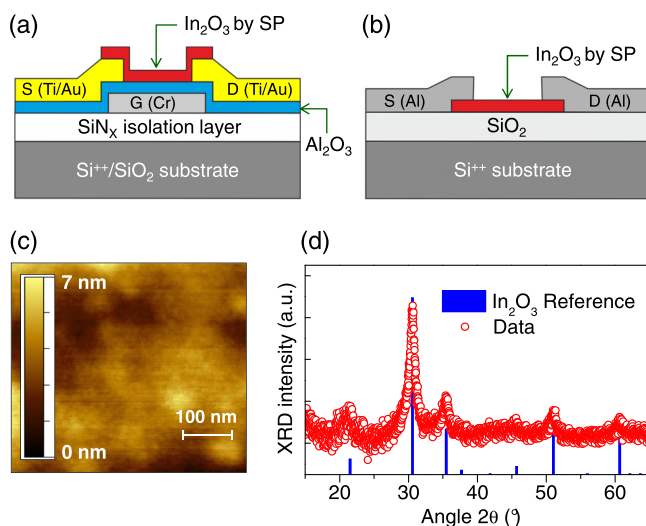 (a)
In₂O₃ by SP
S (Ti/Au)
D (Ti/Au)
G (Cr)
SiNX isolation layer
Al₂O₃
Si⁺⁺/SiO₂ substrate
(b)
In₂O₃ by SP
S (Al)
D (Al)
SiO₂
Si⁺⁺ substrate
(c)
7 nm
0 nm
100 nm
(d)
XRD intensity (a.u.)
In₂O₃ Reference
Data
20 30 40 50 60
Angle 2θ (°)